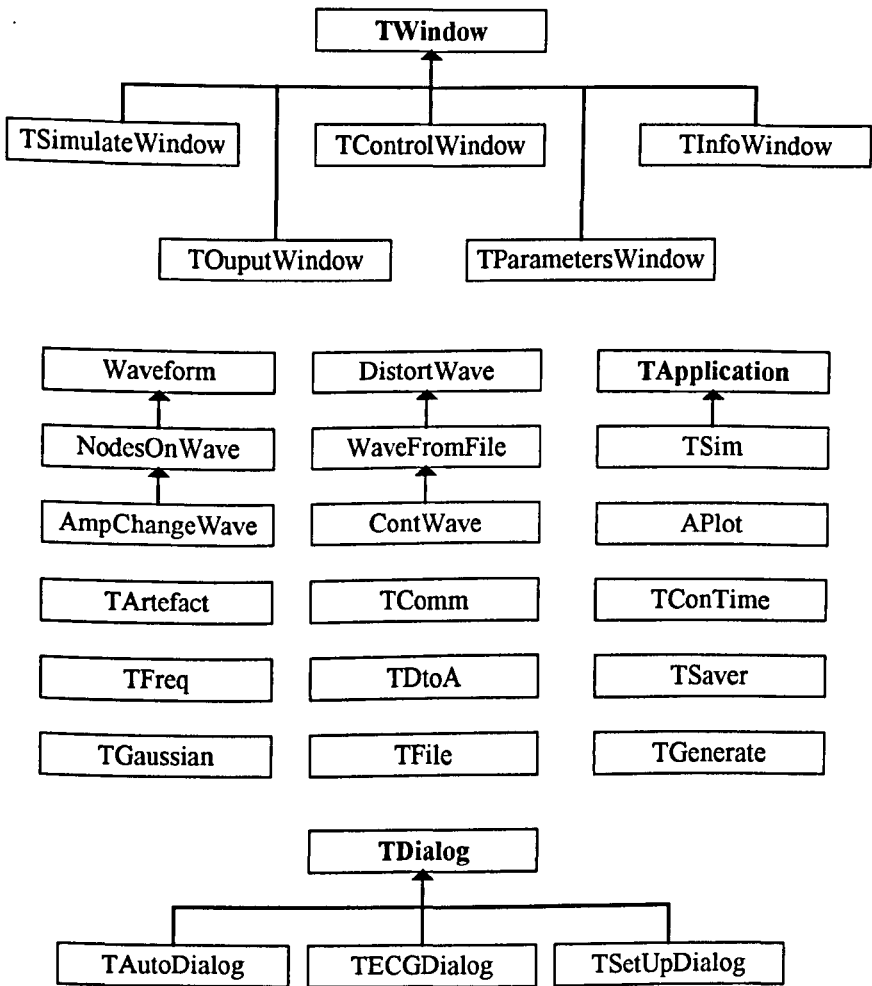 TWindow
TSimulateWindow TControlWindow TInfoWindow
TOuputWindow TParametersWindow
Waveform DistortWave TApplication
NodesOnWave WaveFromFile TSim
AmpChangeWave ContWave APlot
TArtefact TComm TConTime
TFreq TDtoA TSaver
TGaussian TFile TGenerate
TDialog
TAutoDialog TECGDialog TSetUpDialog